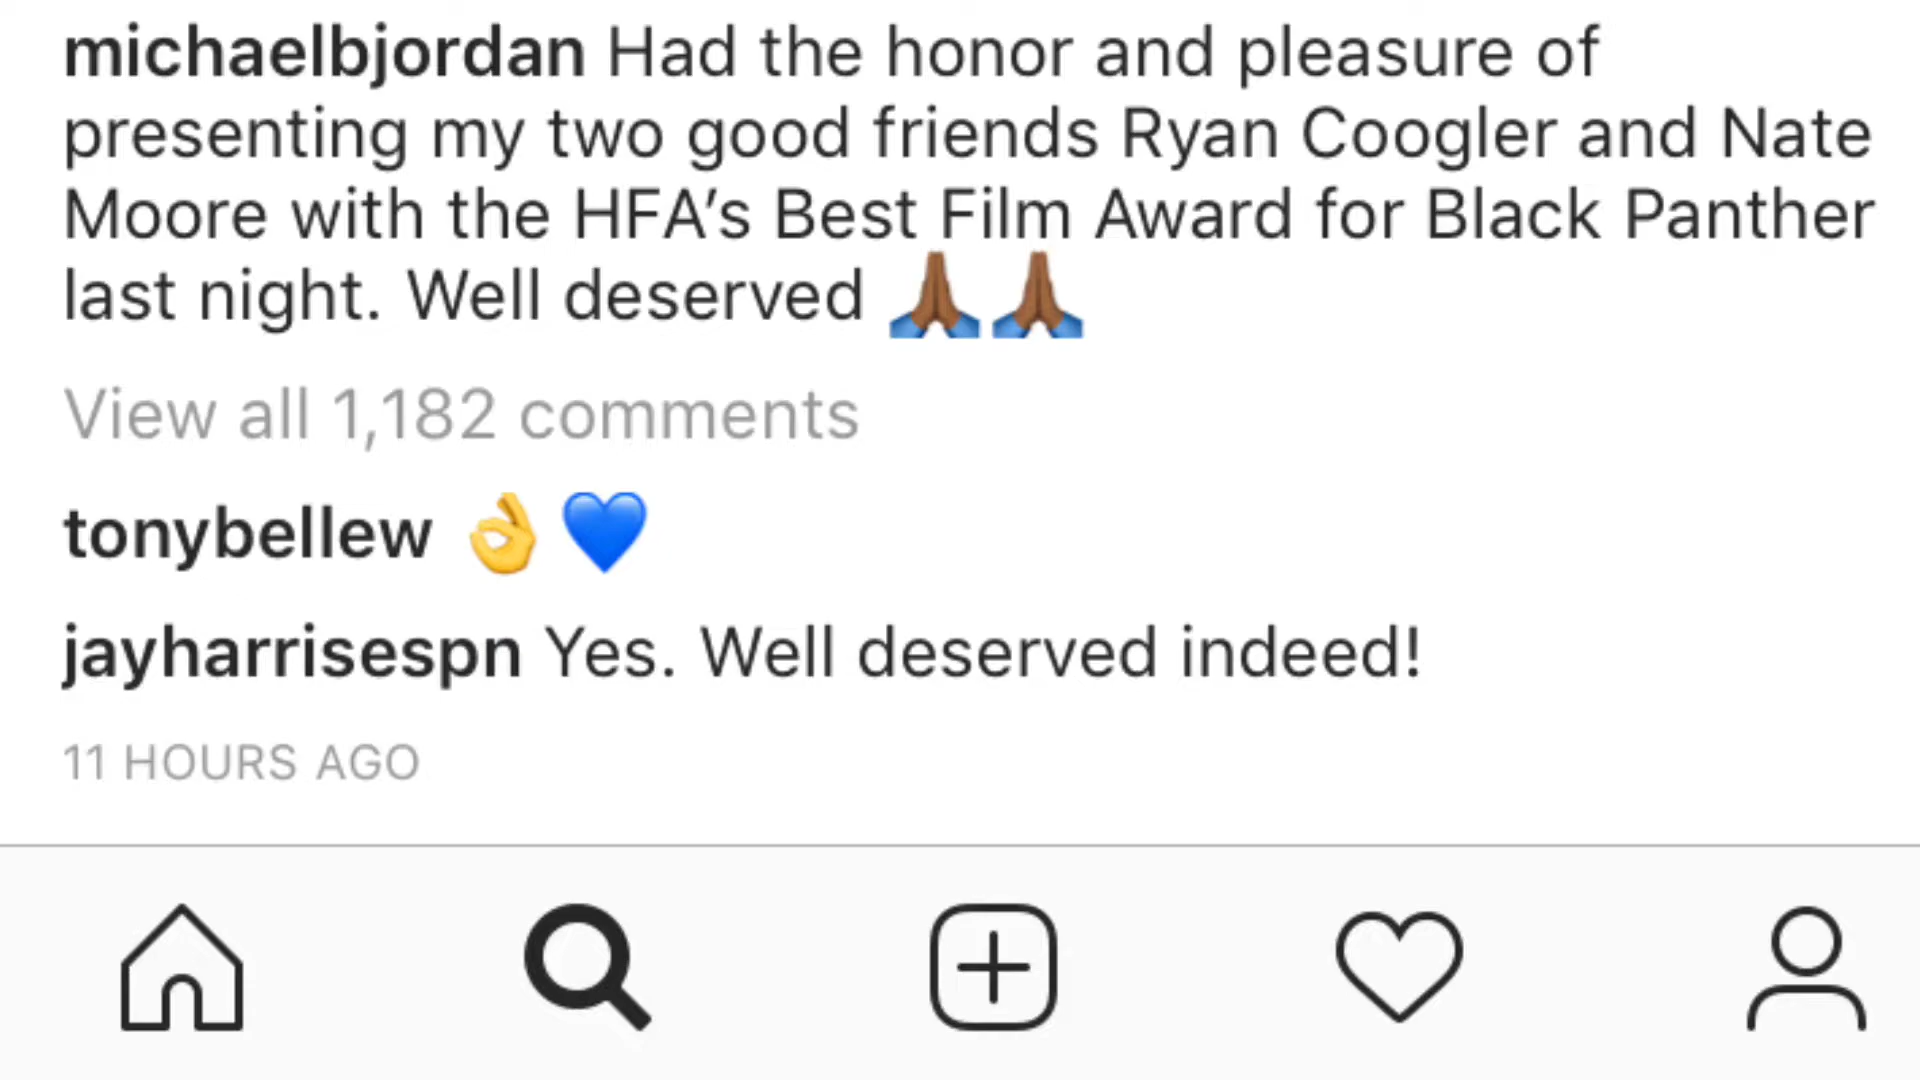 michaelbjordan Had the honor and pleasure of
presenting my two good friends Ryan Coogler and Nate
Moore with the HFA’s Best Film Award for Black Panther
last night. Well deserved 🙏🏾🙏🏾
View all 1,182 comments
tonybellew 👌💙
jayharrisespn Yes. Well deserved indeed!
11 HOURS AGO